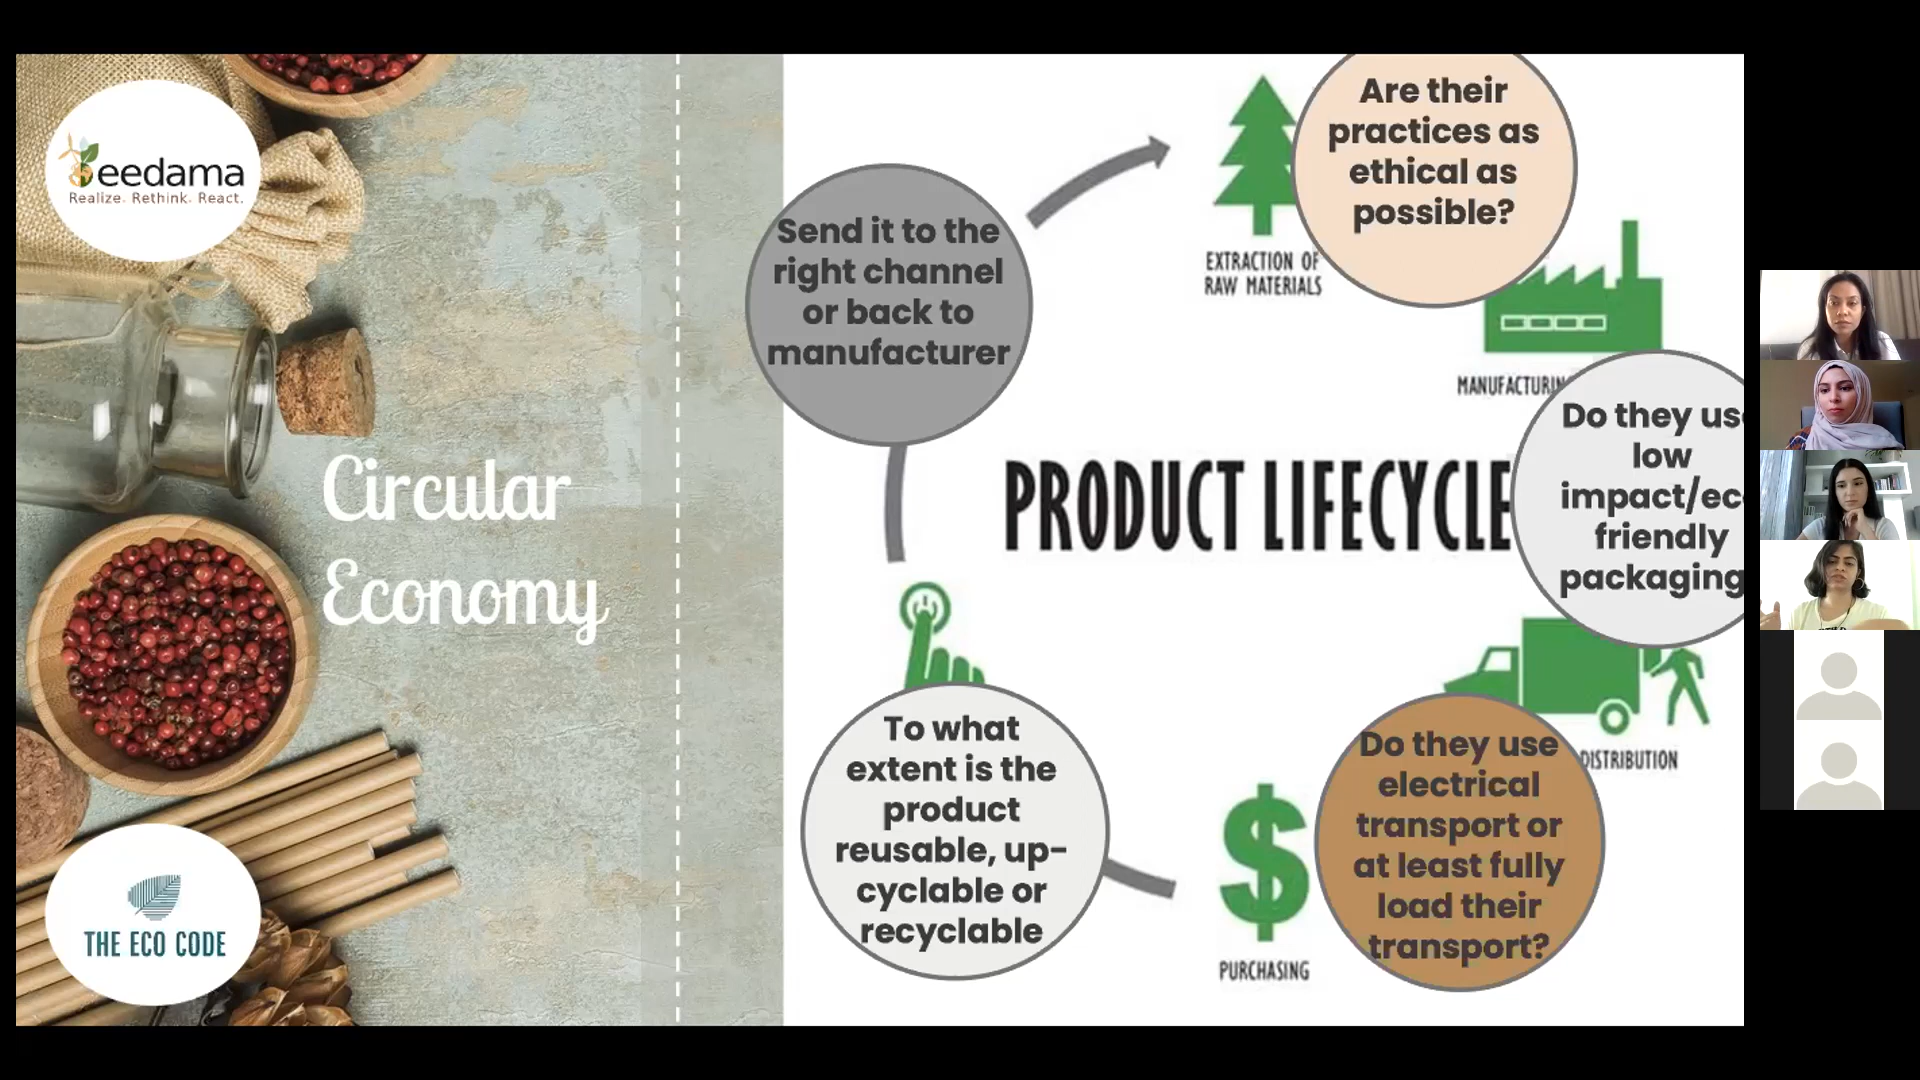 eedama
Realize. Rethink. React.
Circular
Economy
THE ECO CODE
Send it to the
right channel
or back to
manufacturer
EXTRACTION OF
RAW MATERIALS
Are their
practices as
ethical as
possible?
MANUFACTURIN
PRODUCT LIFECYCLE
Do they us
low
impact/ec
friendly
packaging
DISTRIBUTION
Do they use
electrical
transport or
at least fully
load their
transport?
PURCHASING
To what
extent is the
product
reusable, up-
cyclable or
recyclable